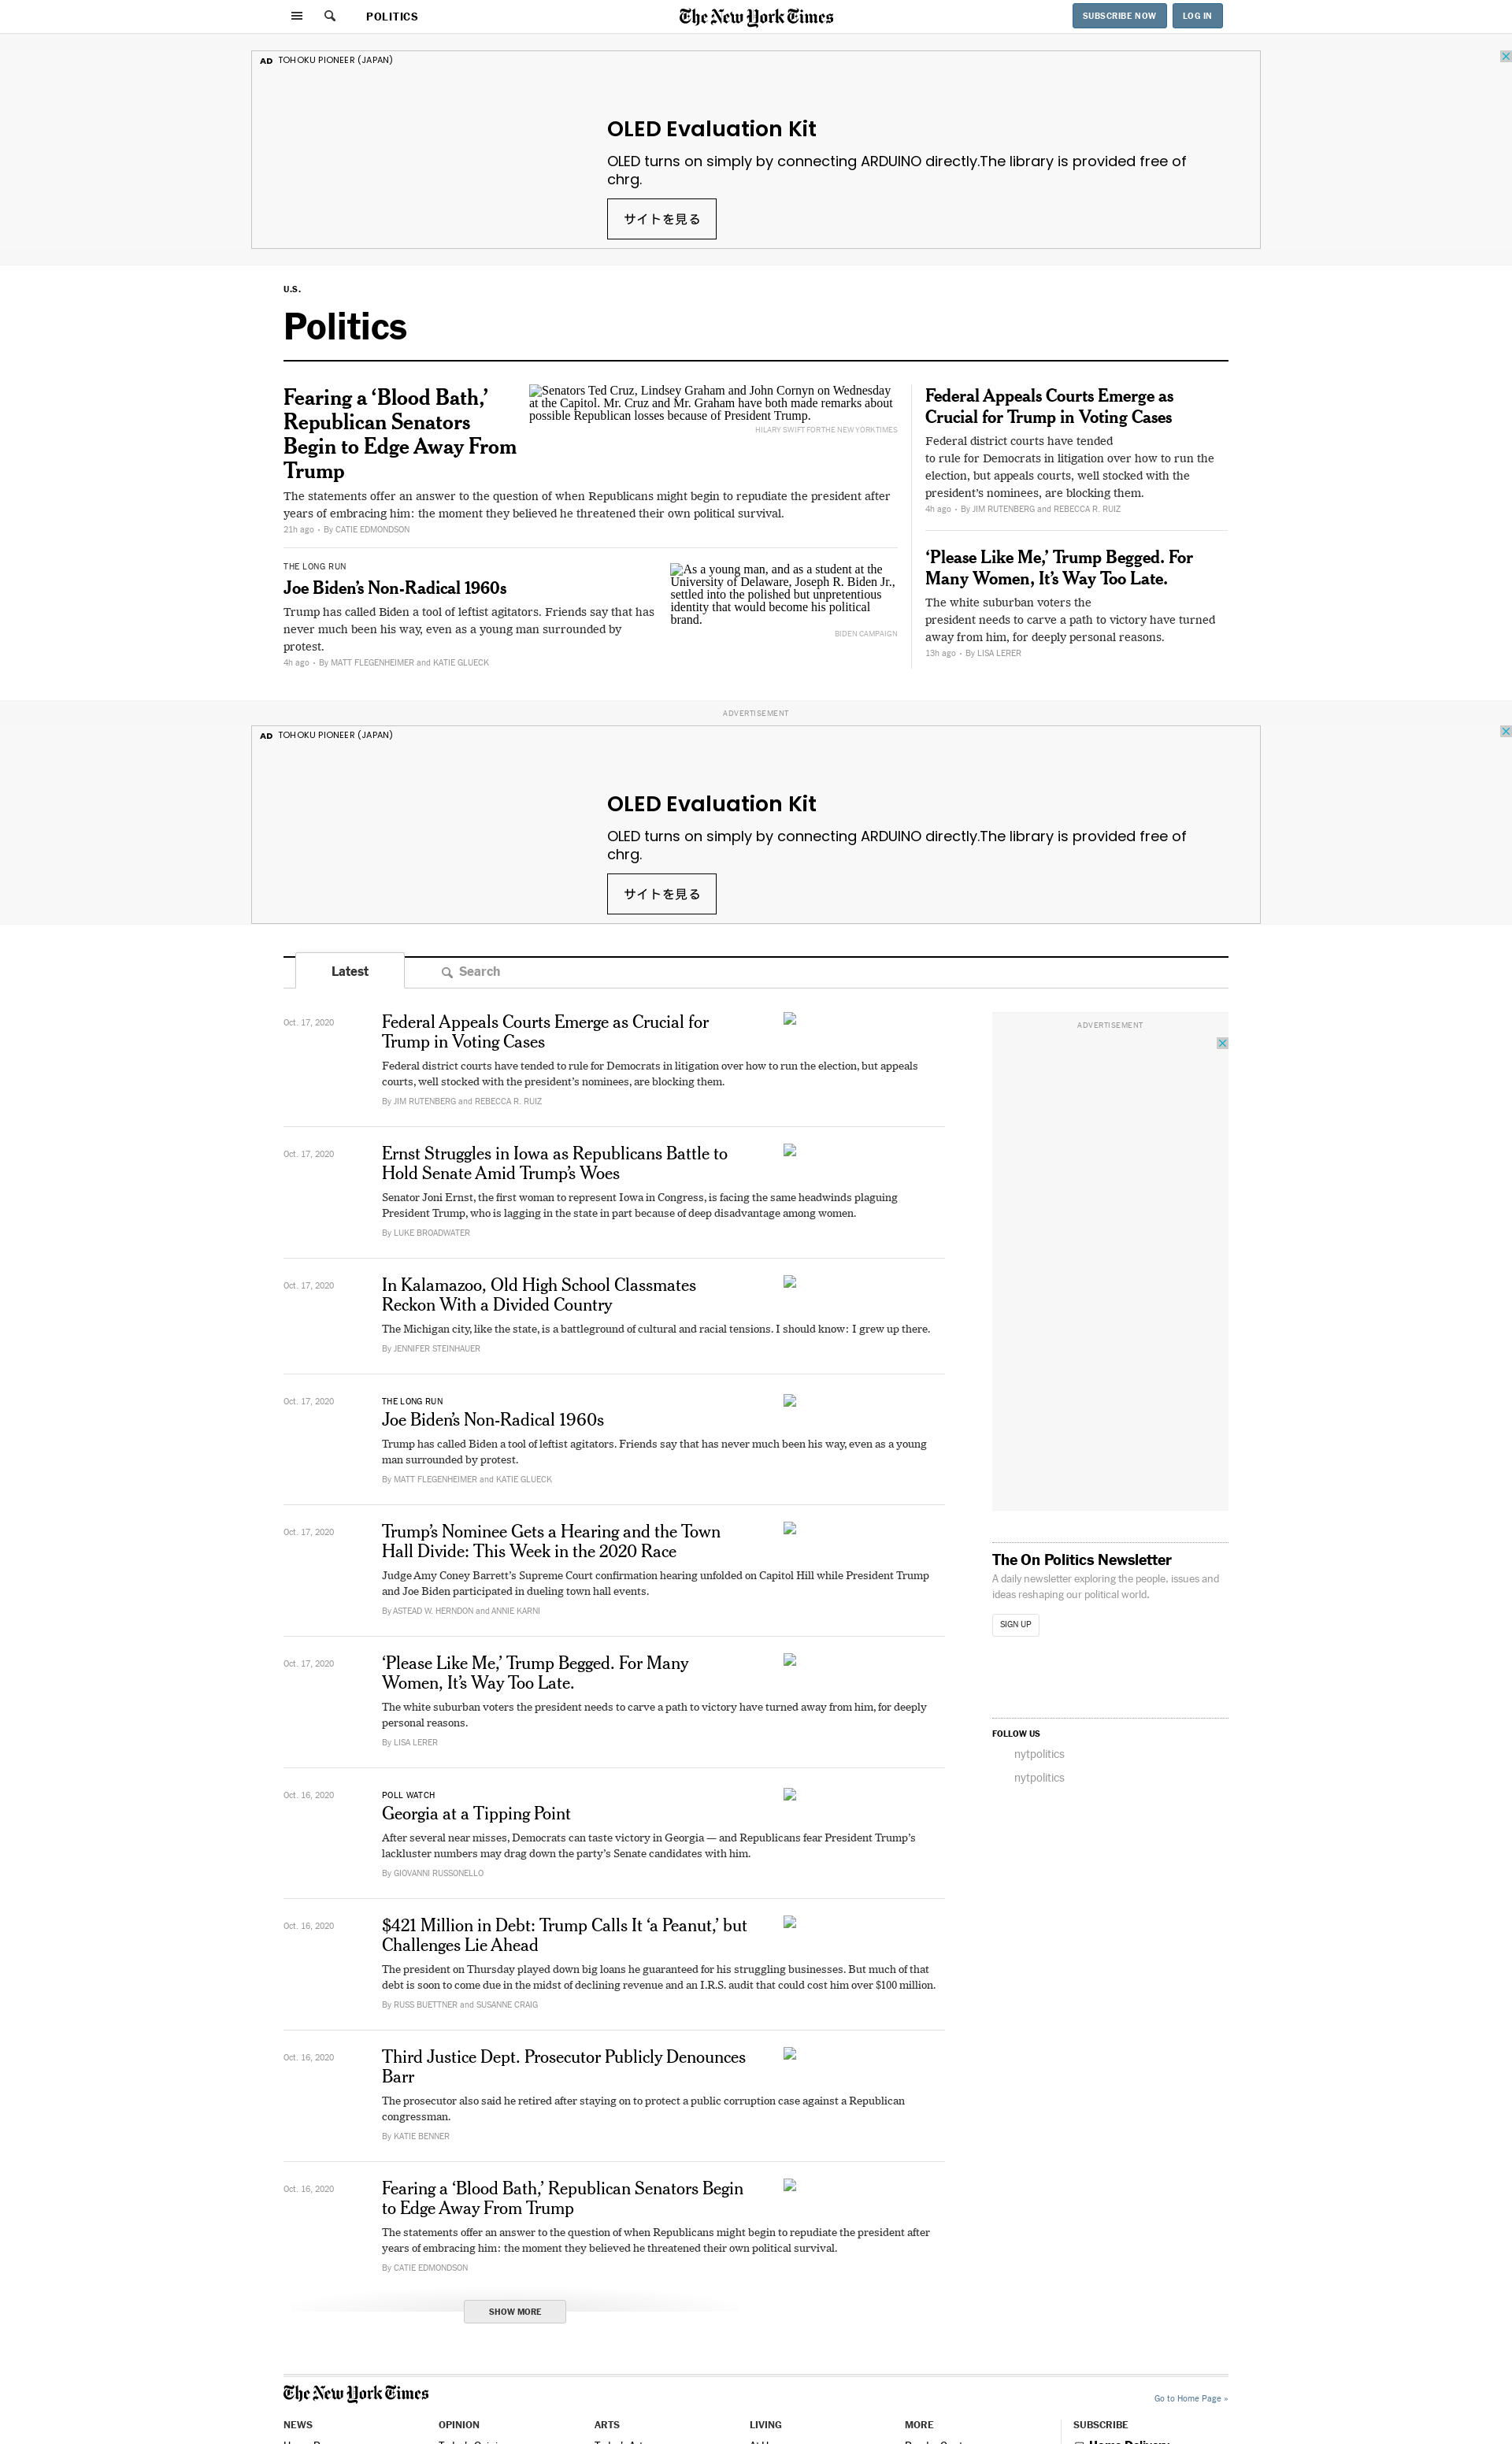 POLITICS
The New York Times
SUBSCRIBE NOW
LOG IN
AD TOHOKU PIONEER (JAPAN)
OLED Evaluation Kit
OLED turns on simply by connecting ARDUINO directly.The library is provided free of
chrg.
サイトを見る
U.S.
Politics
Fearing a ‘Blood Bath,’
Republican Senators
Begin to Edge Away From
Trump
Senators Ted Cruz, Lindsey Graham and John Cornyn on Wednesday
at the Capitol. Mr. Cruz and Mr. Graham have both made remarks about
possible Republican losses because of President Trump.
HILARY SWIFT FOR THE NEW YORK TIMES
The statements offer an answer to the question of when Republicans might begin to repudiate the president after
years of embracing him: the moment they believed he threatened their own political survival.
21h ago • By CATIE EDMONDSON
THE LONG RUN
Joe Biden’s Non-Radical 1960s
Trump has called Biden a tool of leftist agitators. Friends say that has
never much been his way, even as a young man surrounded by
protest.
4h ago • By MATT FLEGENHEIMER and KATIE GLUECK
As a young man, and as a student at the
University of Delaware, Joseph R. Biden Jr.,
settled into the polished but unpretentious
identity that would become his political
brand.
BIDEN CAMPAIGN
Federal Appeals Courts Emerge as
Crucial for Trump in Voting Cases
Federal district courts have tended
to rule for Democrats in litigation over how to run the
election, but appeals courts, well stocked with the
president’s nominees, are blocking them.
4h ago • By JIM RUTENBERG and REBECCA R. RUIZ
‘Please Like Me,’ Trump Begged. For
Many Women, It’s Way Too Late.
The white suburban voters the
president needs to carve a path to victory have turned
away from him, for deeply personal reasons.
13h ago • By LISA LERER
ADVERTISEMENT
AD TOHOKU PIONEER (JAPAN)
OLED Evaluation Kit
OLED turns on simply by connecting ARDUINO directly.The library is provided free of
chrg.
サイトを見る
Latest
Search
Oct. 17, 2020
Federal Appeals Courts Emerge as Crucial for
Trump in Voting Cases
Federal district courts have tended to rule for Democrats in litigation over how to run the election, but appeals
courts, well stocked with the president’s nominees, are blocking them.
By JIM RUTENBERG and REBECCA R. RUIZ
Oct. 17, 2020
Ernst Struggles in Iowa as Republicans Battle to
Hold Senate Amid Trump’s Woes
Senator Joni Ernst, the first woman to represent Iowa in Congress, is facing the same headwinds plaguing
President Trump, who is lagging in the state in part because of deep disadvantage among women.
By LUKE BROADWATER
Oct. 17, 2020
In Kalamazoo, Old High School Classmates
Reckon With a Divided Country
The Michigan city, like the state, is a battleground of cultural and racial tensions. I should know: I grew up there.
By JENNIFER STEINHAUER
Oct. 17, 2020
THE LONG RUN
Joe Biden’s Non-Radical 1960s
Trump has called Biden a tool of leftist agitators. Friends say that has never much been his way, even as a young
man surrounded by protest.
By MATT FLEGENHEIMER and KATIE GLUECK
Oct. 17, 2020
Trump’s Nominee Gets a Hearing and the Town
Hall Divide: This Week in the 2020 Race
Judge Amy Coney Barrett’s Supreme Court confirmation hearing unfolded on Capitol Hill while President Trump
and Joe Biden participated in dueling town hall events.
By ASTEAD W. HERNDON and ANNIE KARNI
Oct. 17, 2020
‘Please Like Me,’ Trump Begged. For Many
Women, It’s Way Too Late.
The white suburban voters the president needs to carve a path to victory have turned away from him, for deeply
personal reasons.
By LISA LERER
Oct. 16, 2020
POLL WATCH
Georgia at a Tipping Point
After several near misses, Democrats can taste victory in Georgia — and Republicans fear President Trump’s
lackluster numbers may drag down the party’s Senate candidates with him.
By GIOVANNI RUSSONELLO
Oct. 16, 2020
$421 Million in Debt: Trump Calls It ‘a Peanut,’ but
Challenges Lie Ahead
The president on Thursday played down big loans he guaranteed for his struggling businesses. But much of that
debt is soon to come due in the midst of declining revenue and an I.R.S. audit that could cost him over $100 million.
By RUSS BUETTNER and SUSANNE CRAIG
Oct. 16, 2020
Third Justice Dept. Prosecutor Publicly Denounces
Barr
The prosecutor also said he retired after staying on to protect a public corruption case against a Republican
congressman.
By KATIE BENNER
Oct. 16, 2020
Fearing a ‘Blood Bath,’ Republican Senators Begin
to Edge Away From Trump
The statements offer an answer to the question of when Republicans might begin to repudiate the president after
years of embracing him: the moment they believed he threatened their own political survival.
By CATIE EDMONDSON
SHOW MORE
ADVERTISEMENT
The On Politics Newsletter
A daily newsletter exploring the people, issues and
ideas reshaping our political world.
SIGN UP
FOLLOW US
nytpolitics
nytpolitics
The New York Times
Go to Home Page »
NEWS
OPINION
ARTS
LIVING
MORE
SUBSCRIBE